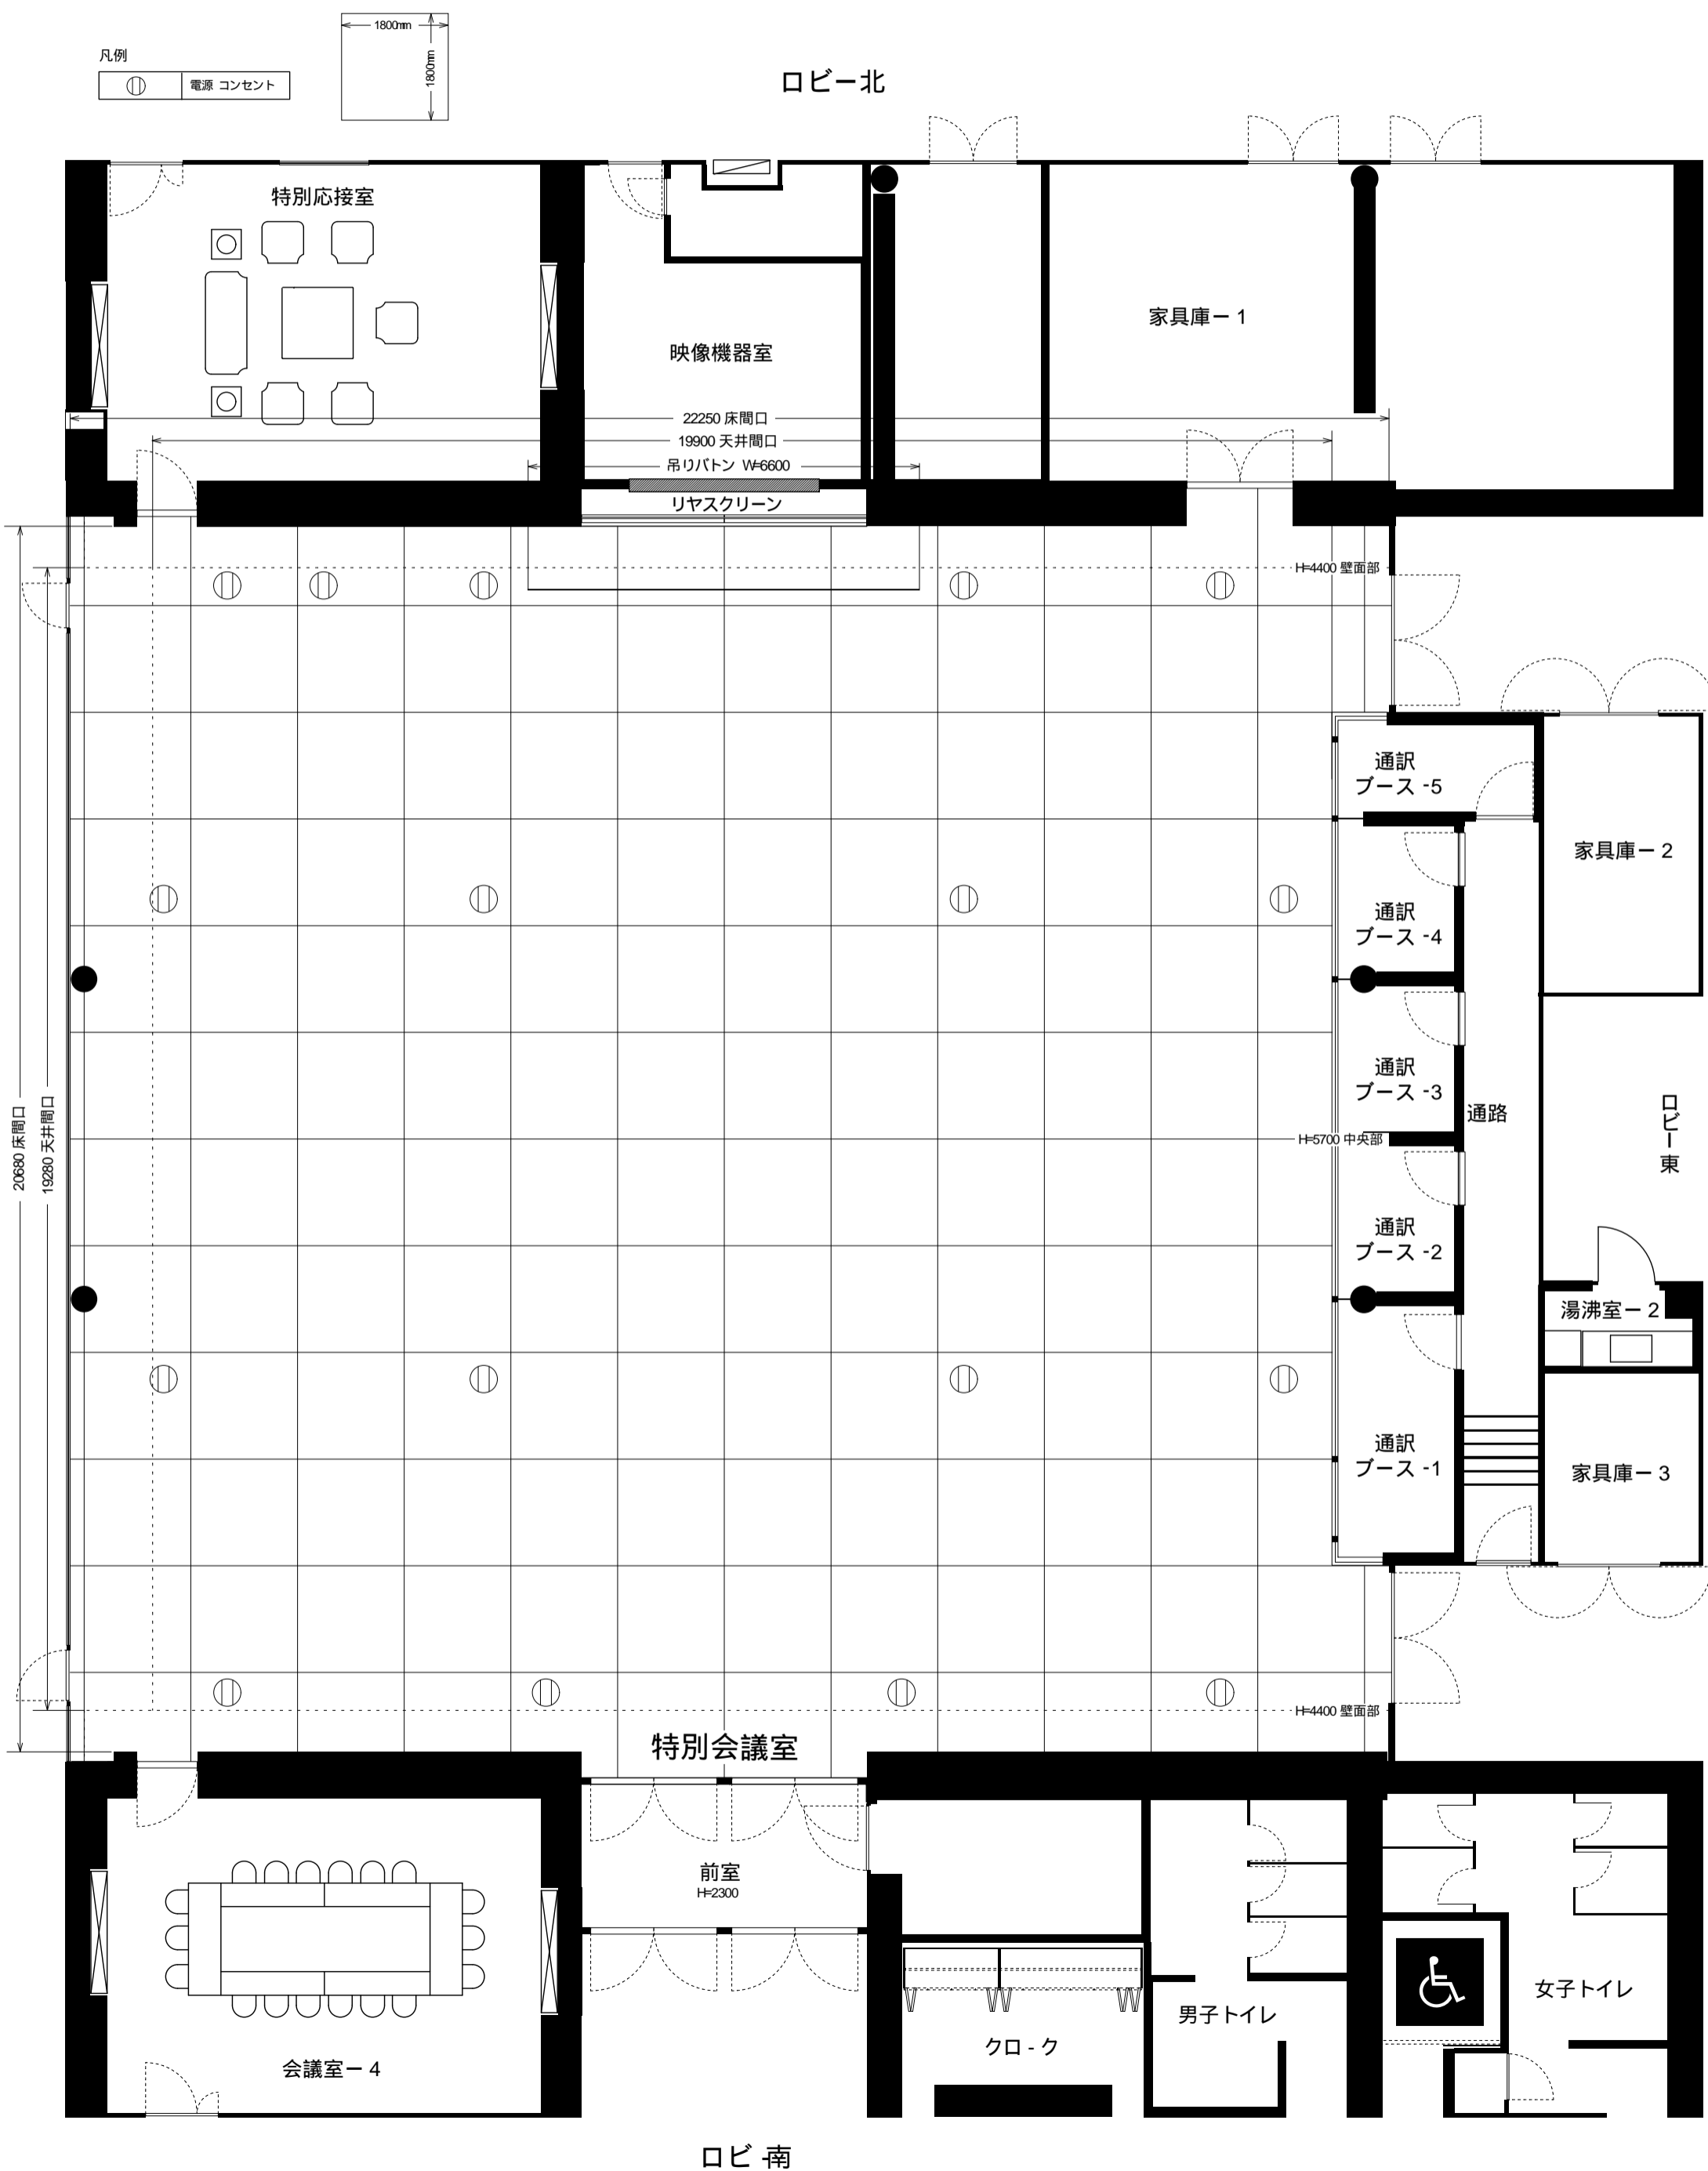 1800mm
1800mm
凡例
電源 コンセント
ロビー北
特別応接室
映像機器室
家具庫ー 1
22250 床間口
19900 天井間口
吊りバトン W=6600
リヤスクリーン
H=4400 壁面部
通訳
ブース -5
家具庫ー 2
通訳
ブース -4
通訳
ブース -3
通路
ロビー東
20680 床間口
19280 天井間口
H=5700 中央部
通訳
ブース -2
湯沸室ー 2
通訳
ブース -1
家具庫ー 3
H=4400 壁面部
特別会議室
前室
H=2300
女子トイレ
男子トイレ
クロ - ク
会議室ー 4
ロビ -南